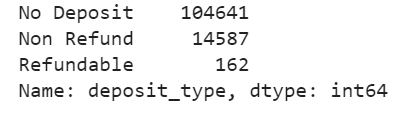 No Deposit    104641
Non Refund     14587
Refundable       162
Name: deposit_type, dtype: int64